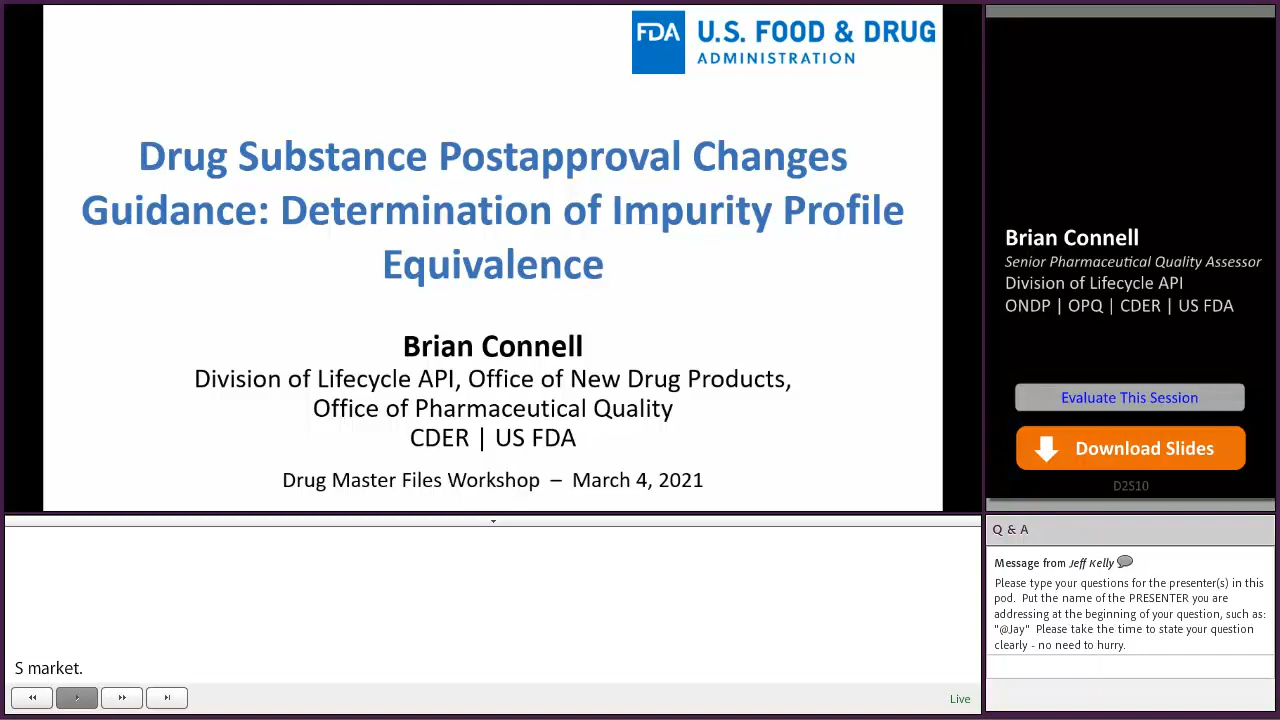 FDA
U.S. FOOD & DRUG
ADMINISTRATION
Drug Substance Postapproval Changes
Guidance: Determination of Impurity Profile
Equivalence
Brian Connell
Division of Lifecycle API, Office of New Drug Products,
Office of Pharmaceutical Quality
CDER | US FDA
Drug Master Files Workshop – March 4, 2021
Brian Connell
Senior Pharmaceutical Quality Assessor
Division of Lifecycle API
ONDP | OPQ | CDER | US FDA
Evaluate This Session
Download Slides
D2S10
S market.
Live
Q & A
Message from Jeff Kelly
Please type your questions for the presenter(s) in this
pod. Put the name of the PRESENTER you are
addressing at the beginning of your question, such as:
"@Jay" Please take the time to state your question
clearly - no need to hurry.